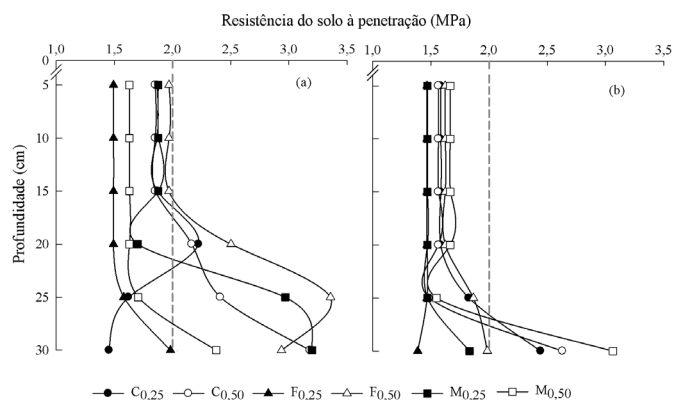 Resistência do solo à penetração (MPa)
1,0 1,5 2,0 2,5 3,0 3,5 1,0 1,5 2,0 2,5 3,0 3,5
0
5
(a)
(b)
10
15
20
25
30
Profundidade (cm)
C0,25 C0,50 F0,25 F0,50 M0,25 M0,50